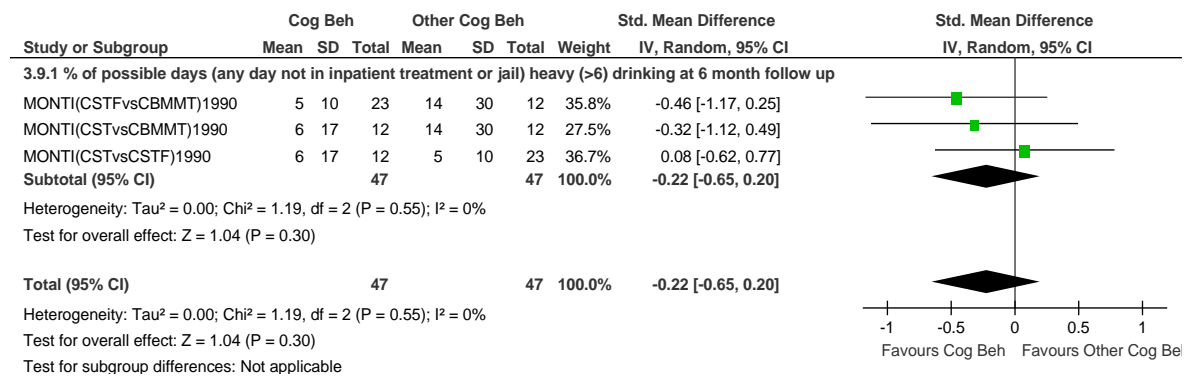 Cog Beh Other Cog Beh Std. Mean Difference Std. Mean Difference
Study or Subgroup Mean SD Total Mean SD Total Weight IV, Random, 95% CI IV, Random, 95% CI
3.9.1 % of possible days (any day not in inpatient treatment or jail) heavy (>6) drinking at 6 month follow up
MONTI(CSTFvsCBMMT)1990 5 10 23 14 30 12 35.8% -0.46 [-1.17, 0.25]
MONTI(CSTvsCBMMT)1990 6 17 12 14 30 12 27.5% -0.32 [-1.12, 0.49]
MONTI(CSTvsCSTF)1990 6 17 12 5 10 23 36.7% 0.08 [-0.62, 0.77]
Subtotal (95% CI) 47 47 100.0% -0.22 [-0.65, 0.20]
Heterogeneity: Tau² = 0.00; Chi² = 1.19, df = 2 (P = 0.55); I² = 0%
Test for overall effect: Z = 1.04 (P = 0.30)
Total (95% CI) 47 47 100.0% -0.22 [-0.65, 0.20]
Heterogeneity: Tau² = 0.00; Chi² = 1.19, df = 2 (P = 0.55); I² = 0%
Test for overall effect: Z = 1.04 (P = 0.30)
Test for subgroup differences: Not applicable
-1 -0.5 0 0.5 1
Favours Cog Beh Favours Other Cog Beh